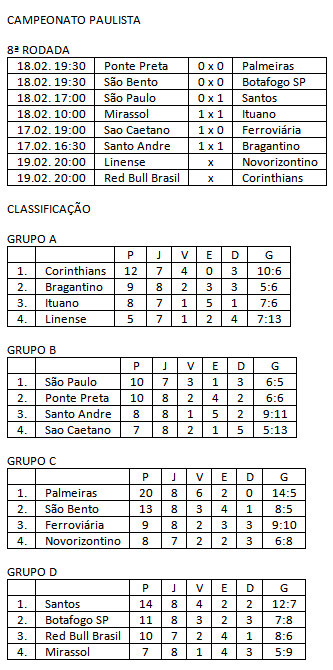 CAMPEONATO PAULISTA
8ª RODADA
18.02. 19:30 Ponte Preta 0 x 0 Palmeiras
18.02. 19:30 São Bento 0 x 0 Botafogo SP
18.02. 17:00 São Paulo 0 x 1 Santos
18.02. 10:00 Mirassol 1 x 1 Ituano
17.02. 19:00 Sao Caetano 1 x 0 Ferroviária
17.02. 16:30 Santo Andre 1 x 1 Bragantino
19.02. 20:00 Linense x Novorizontino
19.02. 20:00 Red Bull Brasil x Corinthians
CLASSIFICAÇÃO
GRUPO A
P J V E D G
1. Corinthians 12 7 4 0 3 10:6
2. Bragantino 9 8 2 3 3 5:6
3. Ituano 8 7 1 5 1 7:6
4. Linense 5 7 1 2 4 7:13
GRUPO B
P J V E D G
1. São Paulo 10 7 3 1 3 6:5
2. Ponte Preta 10 8 2 4 2 6:6
3. Santo Andre 8 8 1 5 2 9:11
4. Sao Caetano 7 8 2 1 5 5:13
GRUPO C
P J V E D G
1. Palmeiras 20 8 6 2 0 14:5
2. São Bento 13 8 3 4 1 8:5
3. Ferroviária 9 8 2 3 3 9:10
4. Novorizontino 8 7 2 2 3 6:8
GRUPO D
P J V E D G
1. Santos 14 8 4 2 2 12:7
2. Botafogo SP 11 8 3 2 3 7:8
3. Red Bull Brasil 10 7 2 4 1 8:6
4. Mirassol 7 8 1 4 3 5:9